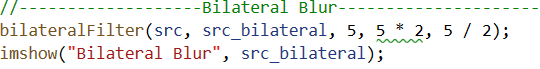 //-------------------Bilateral Blur---------------------
bilateralFilter(src, src_bilateral, 5, 5 * 2, 5 / 2);
imshow("Bilateral Blur", src_bilateral);